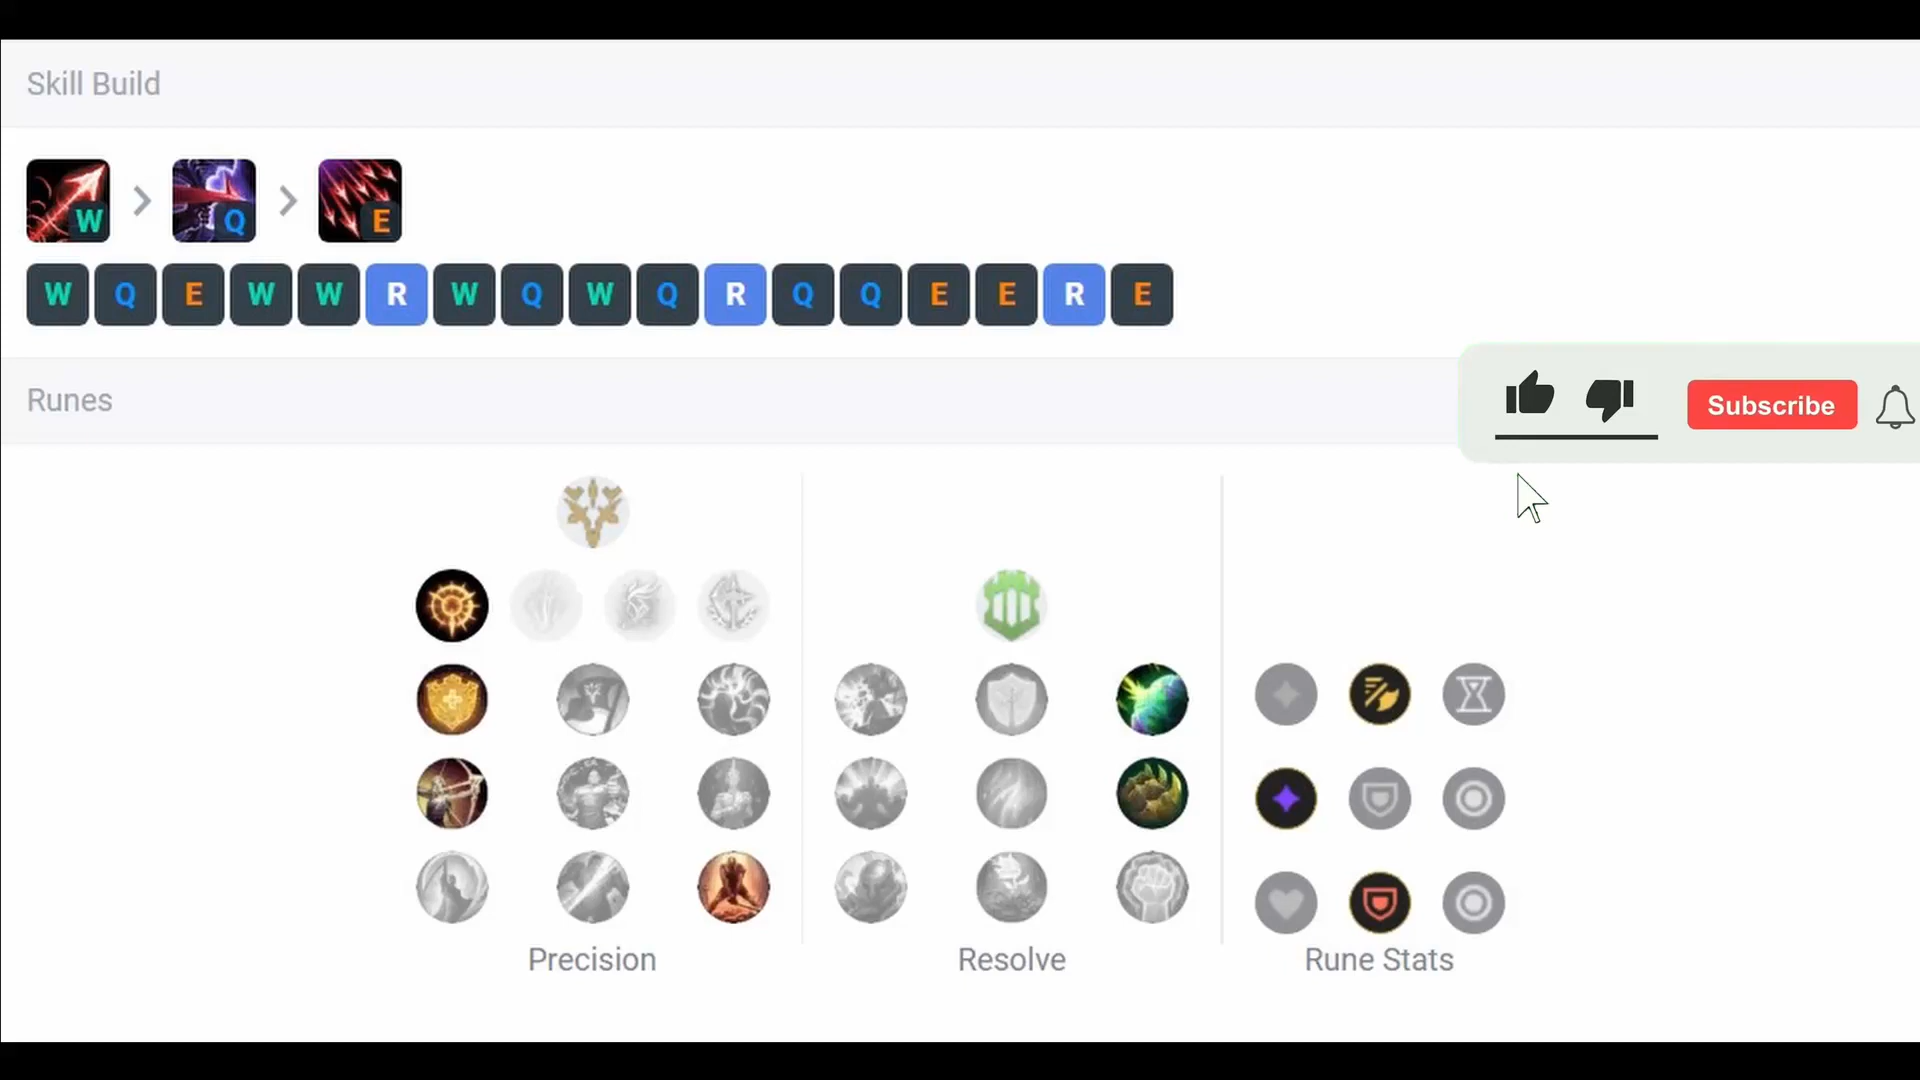 Skill Build
W Q E
W Q E W W R W Q W Q R Q Q E E R E
Runes
Subscribe
Precision Resolve Rune Stats